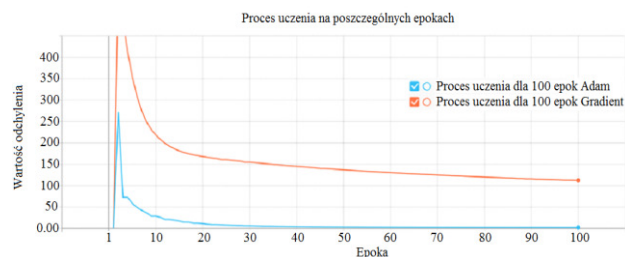 Proces uczenia na poszczególnych epokach
Wartość odchylenia
400
350
300
250
200
150
100
50
0.00
Proces uczenia dla 100 epok Adam
Proces uczenia dla 100 epok Gradient
1 10 20 30 40 50 60 70 80 90 100
Epoka